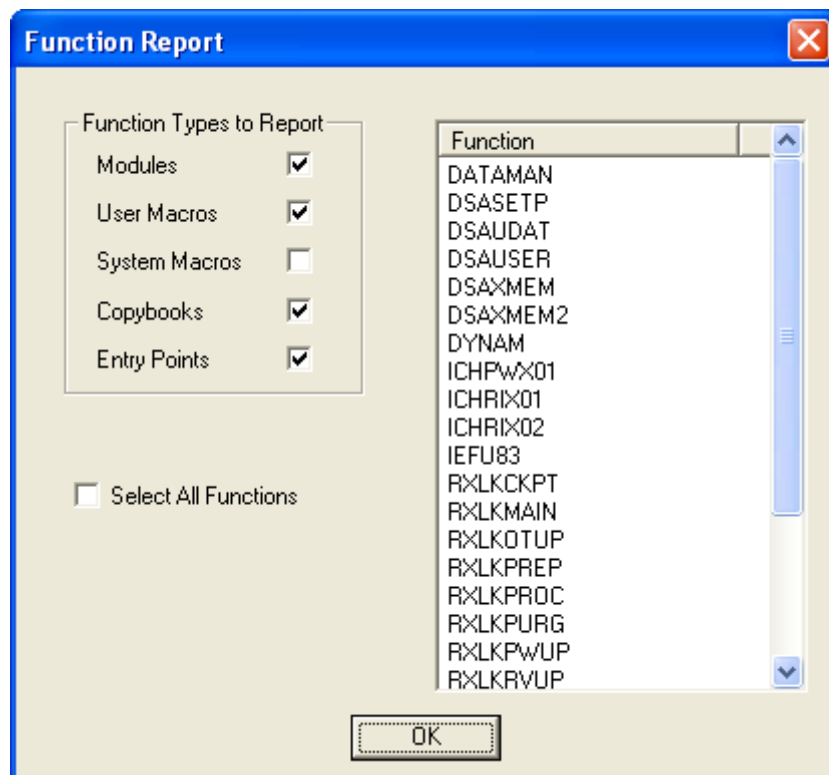 Function Report
Function Types to Report
Modules
User Macros
System Macros
Copybooks
Entry Points
Select All Functions
Function
DATAMAN
DSASETP
DSAUDAT
DSAUSER
DSAXMEM
DSAXMEM2
DYNAM
ICHPWX01
ICHRIX01
ICHRIX02
IEFU83
RXLKCKPT
RXLKMAIN
RXLKOTUP
RXLKPREP
RXLKPROC
RXLKPURG
RXLKPWUP
RXLKRVUP
OK